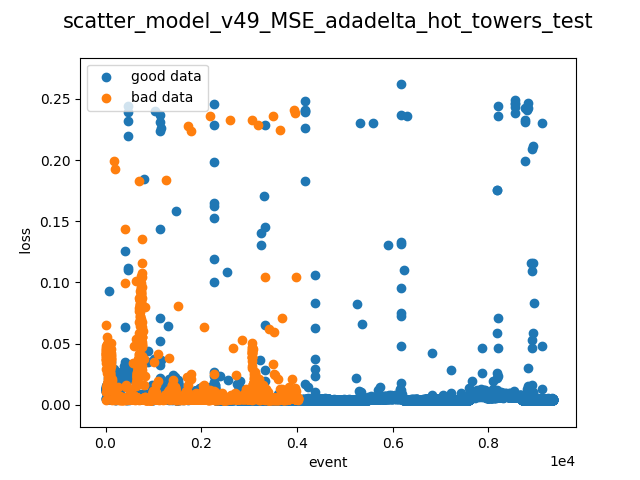 scatter_model_v49_MSE_adadelta_hot_towers_test
good data
bad data
0.25
0.20
0.15
0.10
0.05
0.00
loss
0.0 0.2 0.4 0.6 0.8
event
1e4